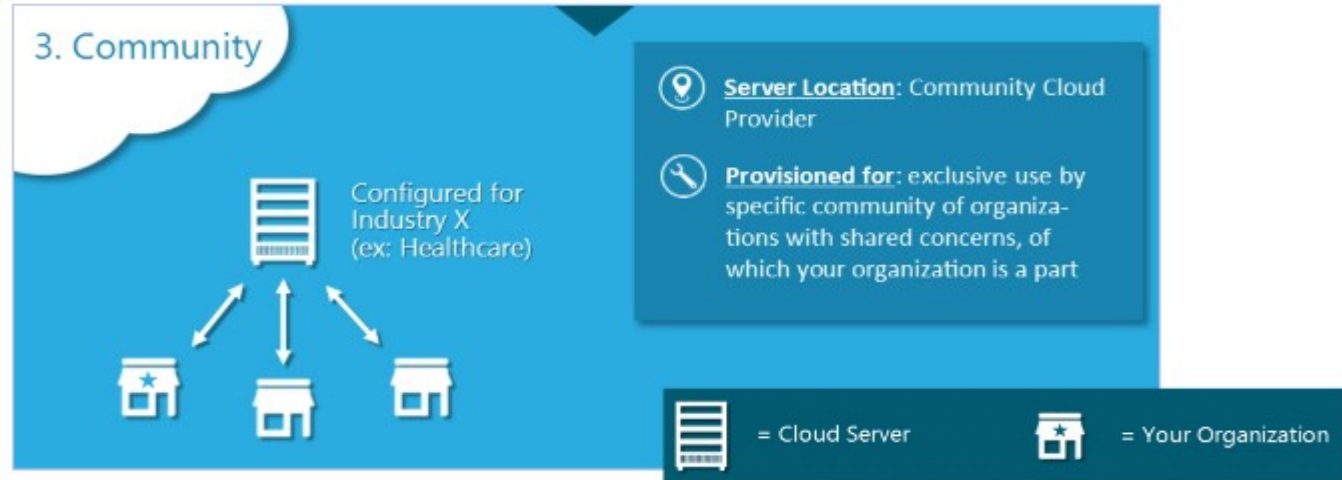 3. Community
Configured for
Industry X
(ex: Healthcare)
Server Location: Community Cloud
Provider
Provisioned for: exclusive use by
specific community of organiza-
tions with shared concerns, of
which your organization is a part
= Cloud Server
= Your Organization